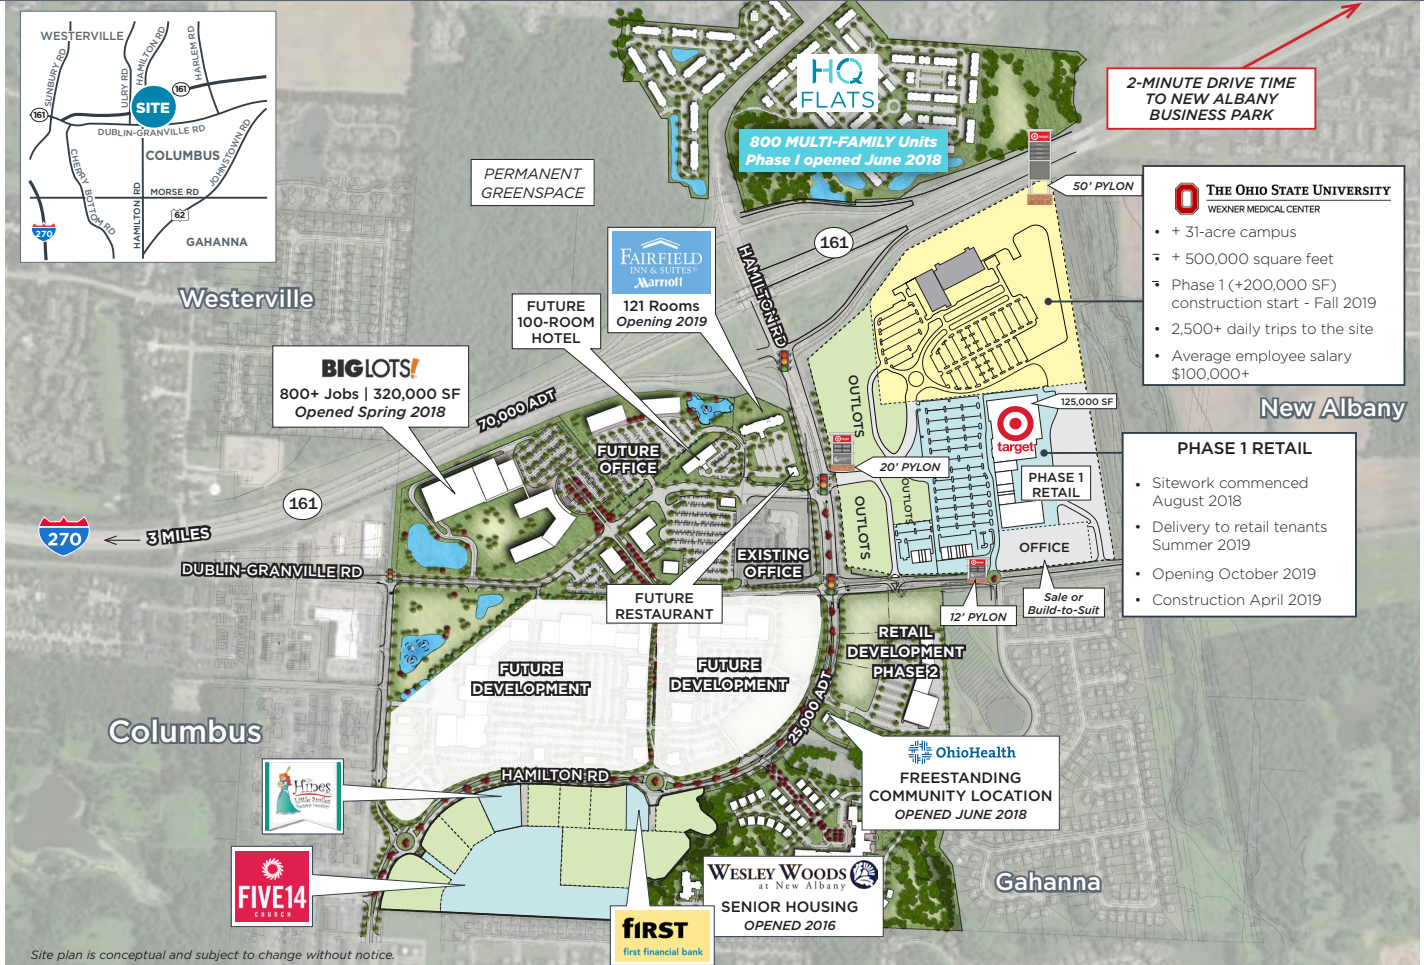 WESTERVILLE
SUNBURY RD
ULRY RD
HAMILTON RD
HARLEM RD
161
161
SITE
DUBLIN-GRANVILLE RD
COLUMBUS
CHERRY BOTTOM RD
HAMILTON RD
JOHNSTOWN RD
MORSE RD
62
270
GAHANNA
HQ
FLATS
800 MULTI-FAMILY Units
Phase I opened June 2018
2-MINUTE DRIVE TIME
TO NEW ALBANY
BUSINESS PARK
PERMANENT
GREENSPACE
target
50' PYLON
THE OHIO STATE UNIVERSITY
WEXNER MEDICAL CENTER
• + 31-acre campus
• + 500,000 square feet
• Phase 1 (+200,000 SF)
construction start - Fall 2019
• 2,500+ daily trips to the site
• Average employee salary
$100,000+
161
HAMILTON RD
FAIRFIELD
INN & SUITES®
Marriott
121 Rooms
Opening 2019
Westerville
FUTURE
100-ROOM
HOTEL
BIG LOTS!
800+ Jobs | 320,000 SF
Opened Spring 2018
70,000 ADT
OUTLOTS
125,000 SF
target
New Albany
FUTURE
OFFICE
target
20' PYLON
PHASE 1
RETAIL
OUTLOTS
OUTLOTS
PHASE 1 RETAIL
• Sitework commenced
August 2018
• Delivery to retail tenants
Summer 2019
• Opening October 2019
• Construction April 2019
161
270
3 MILES
DUBLIN-GRANVILLE RD
EXISTING
OFFICE
OFFICE
target
FUTURE
RESTAURANT
12' PYLON
Sale or
Build-to-Suit
FUTURE
DEVELOPMENT
FUTURE
DEVELOPMENT
RETAIL
DEVELOPMENT
PHASE 2
25,000 ADT
Columbus
HAMILTON RD
OhioHealth
FREESTANDING
COMMUNITY LOCATION
OPENED JUNE 2018
Hines
Little Smiles
FIVE14
CHURCH
WESLEY WOODS
at New Albany
SENIOR HOUSING
OPENED 2016
Gahanna
fiRST
first financial bank
Site plan is conceptual and subject to change without notice.